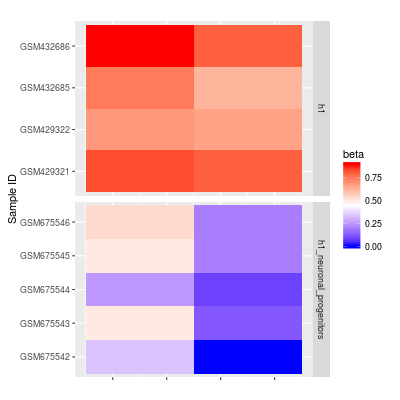 GSM432686
GSM432685
GSM429322
GSM429321
h1
GSM675546
GSM675545
GSM675544
GSM675543
GSM675542
h1_neuronal_progenitors
Sample ID
beta
0.75
0.50
0.25
0.00